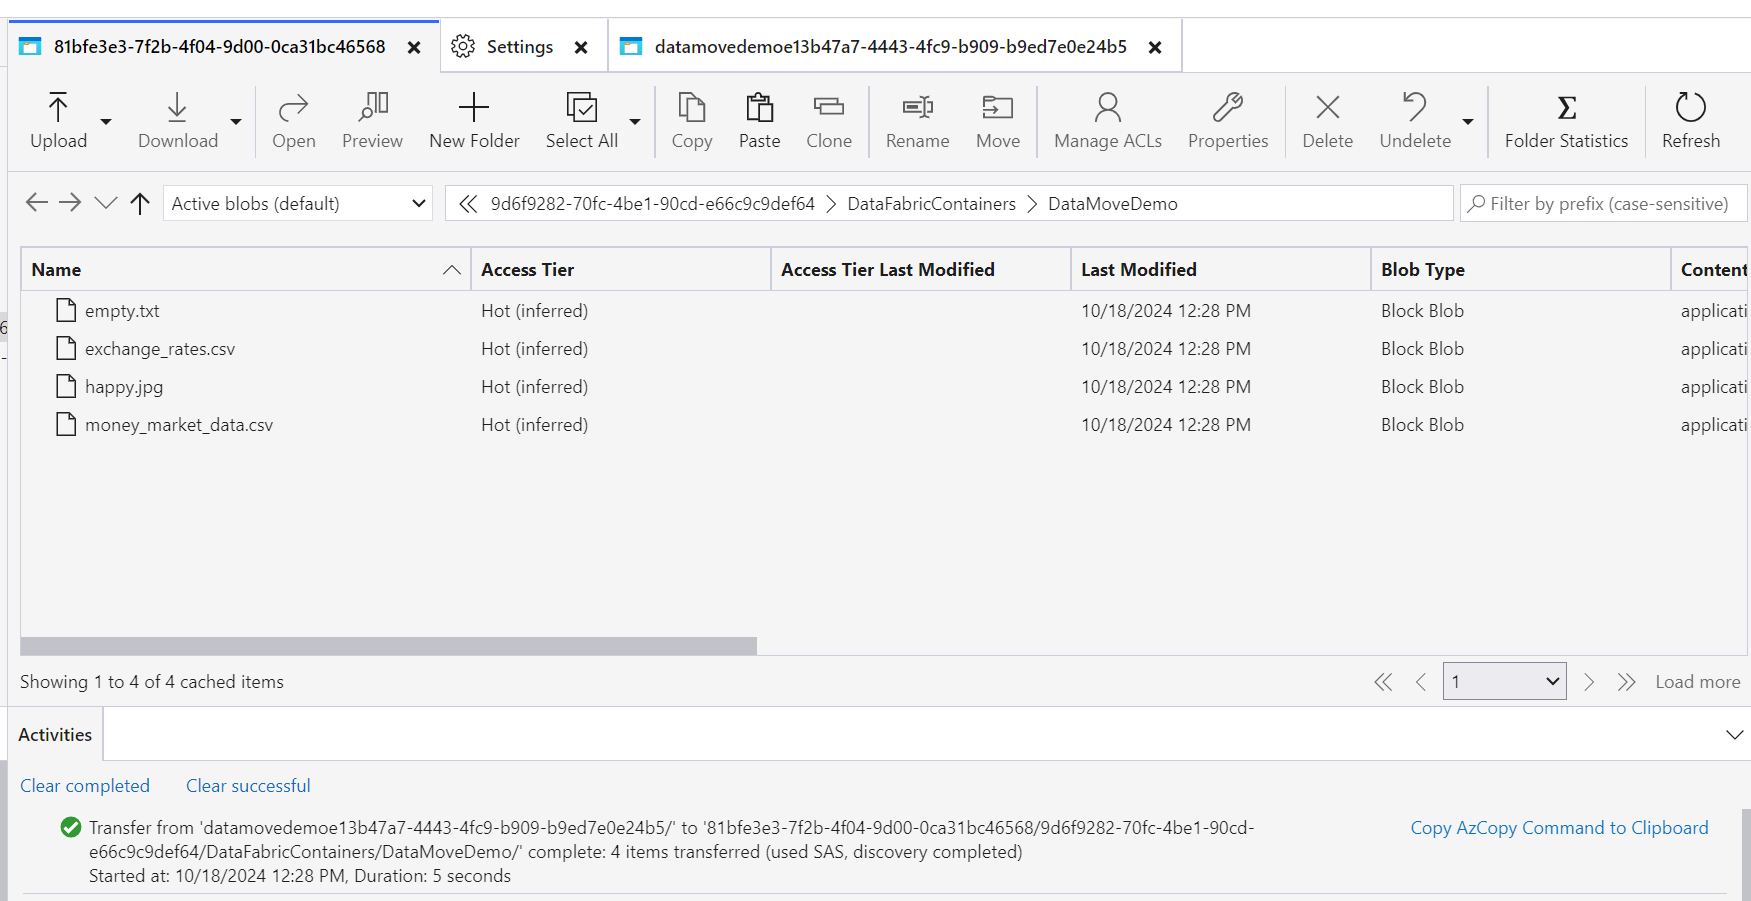 81bfe3e3-7f2b-4f04-9d00-0ca31bc46568 Settings datamovedemoe13b47a7-4443-4fc9-b909-b9ed7e0e24b5
Upload Download Open Preview New Folder Select All Copy Paste Clone Rename Move Manage ACLs Properties Delete Undelete Folder Statistics Refresh
Active blobs (default) 9d6f9282-70fc-4be1-90cd-e66c9c9def64 DataFabricContainers DataMoveDemo Filter by prefix (case-sensitive)
Name Access Tier Access Tier Last Modified Last Modified Blob Type Content
empty.txt Hot (inferred) 10/18/2024 12:28 PM Block Blob applicati
exchange_rates.csv Hot (inferred) 10/18/2024 12:28 PM Block Blob applicati
happy.jpg Hot (inferred) 10/18/2024 12:28 PM Block Blob applicati
money_market_data.csv Hot (inferred) 10/18/2024 12:28 PM Block Blob applicati
Showing 1 to 4 of 4 cached items 1 Load more
Activities
Clear completed Clear successful
Transfer from 'datamovedemoe13b47a7-4443-4fc9-b909-b9ed7e0e24b5/' to '81bfe3e3-7f2b-4f04-9d00-0ca31bc46568/9d6f9282-70fc-4be1-90cd- Copy AzCopy Command to Clipboard
e66c9c9def64/DataFabricContainers/DataMoveDemo/' complete: 4 items transferred (used SAS, discovery completed)
Started at: 10/18/2024 12:28 PM, Duration: 5 seconds